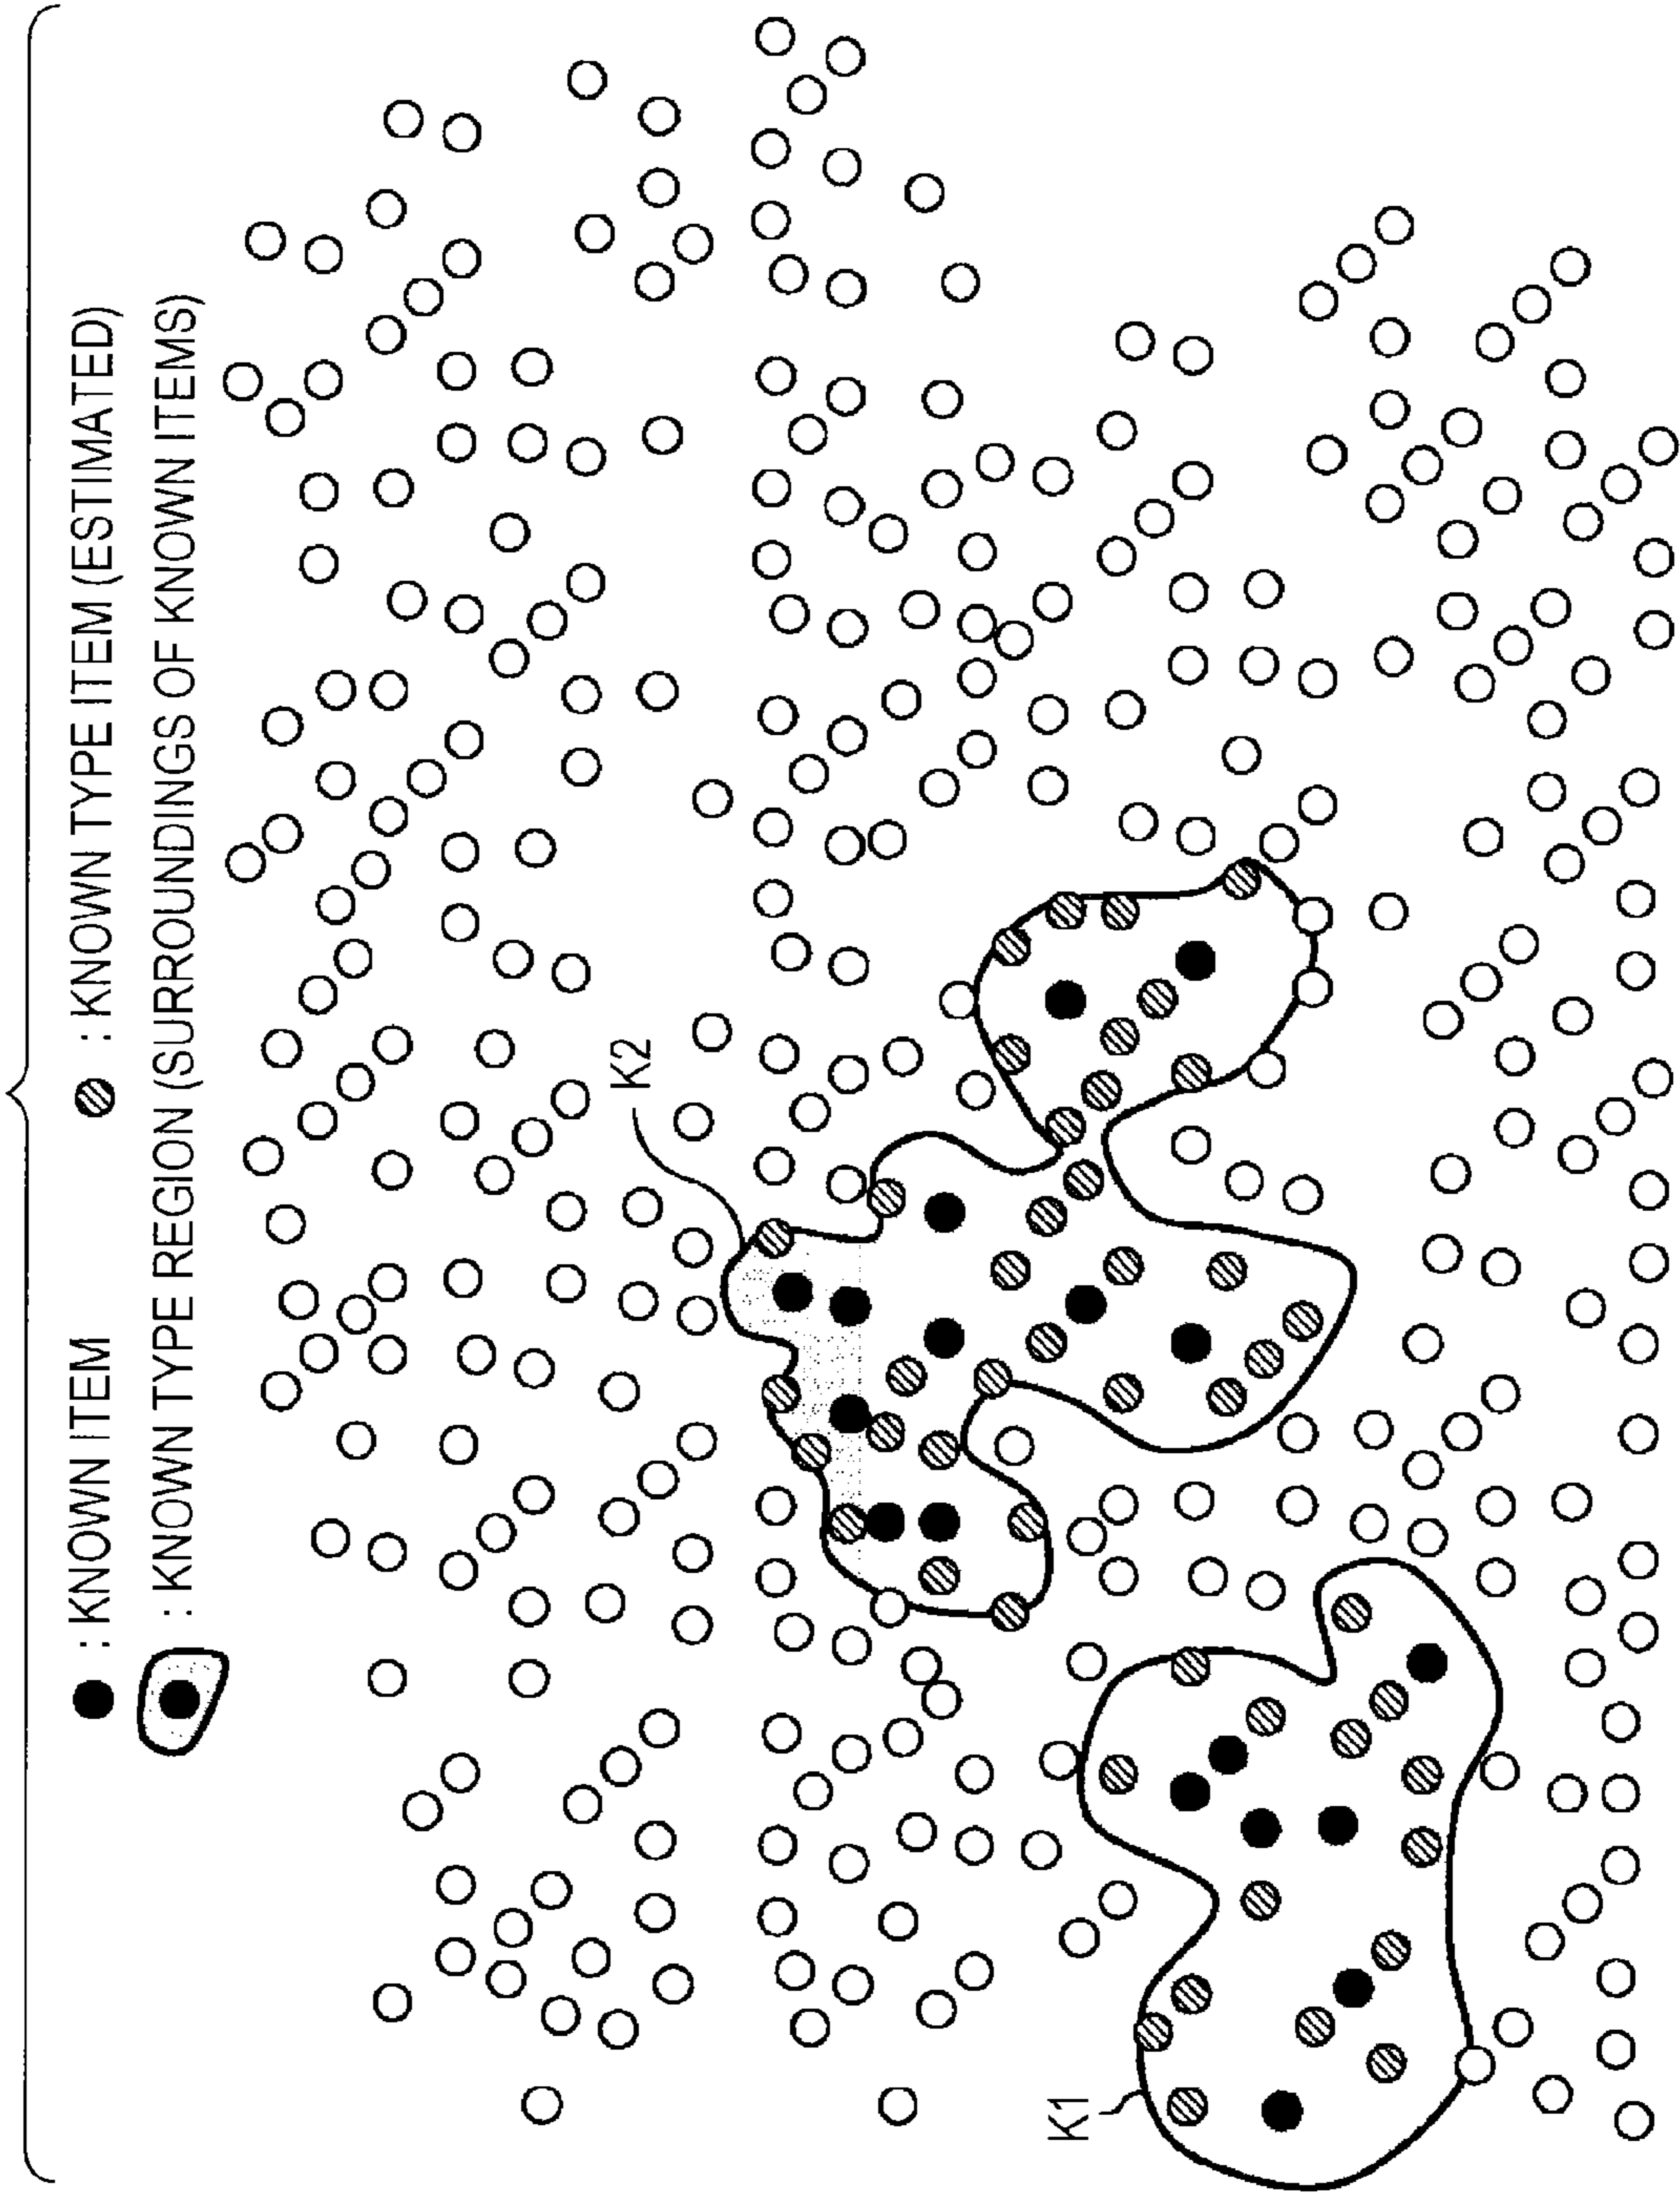 : KNOWN ITEM
: KNOWN TYPE ITEM (ESTIMATED)
: KNOWN TYPE REGION (SURROUNDINGS OF KNOWN ITEMS)
K2
K1